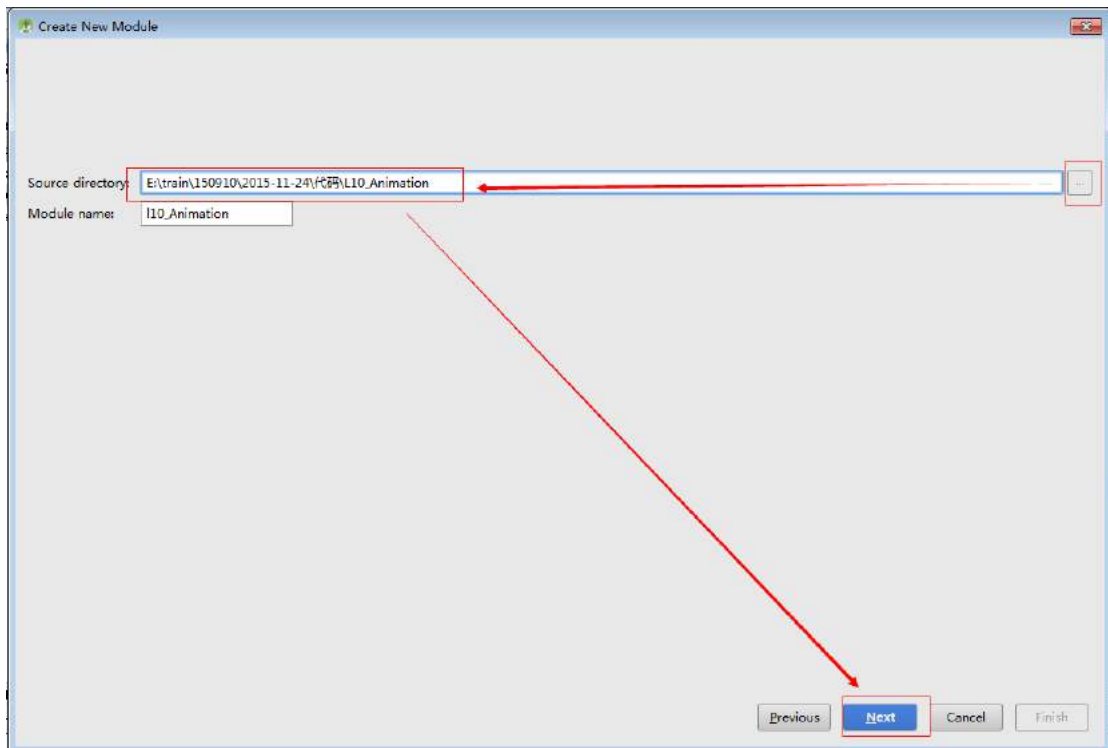 Create New Module
Source directory: E:\train\150910\2015-11-24\代码\L10_Animation ...
Module name: l10_Animation
Previous Next Cancel Finish